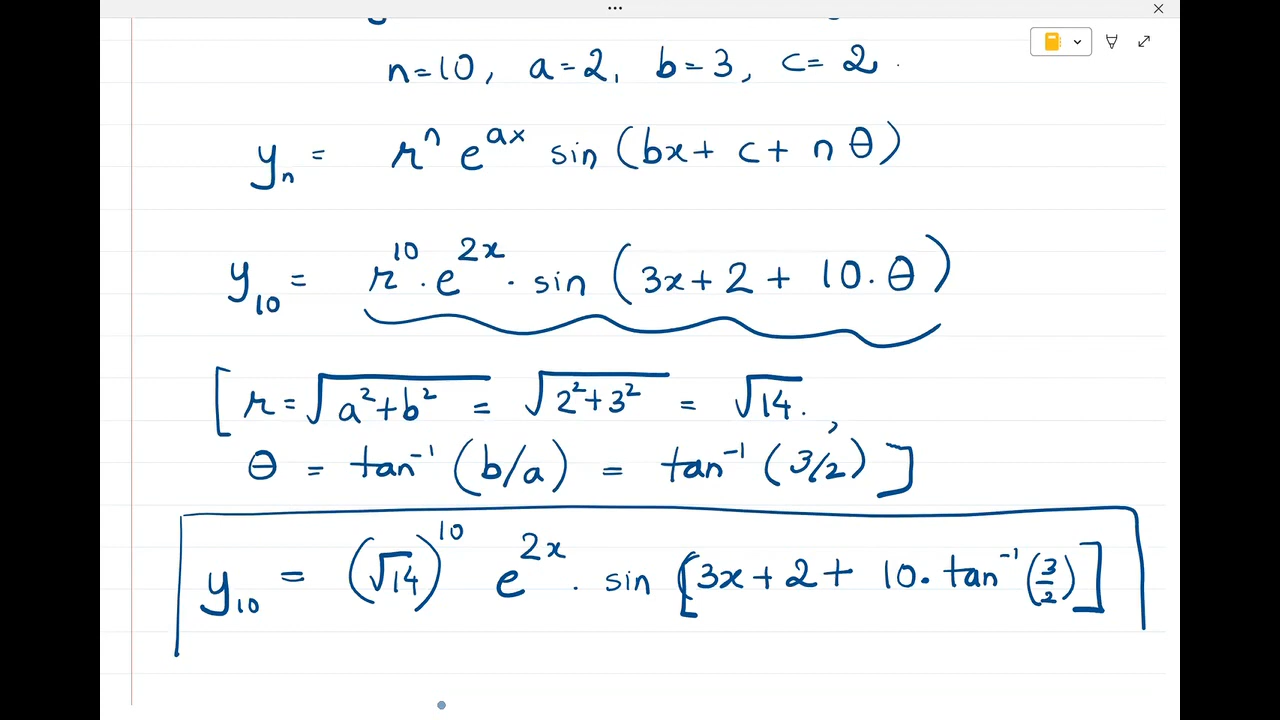 n=10, a=2, b=3, c=2
yₙ = rⁿ e^(ax) sin (bx + c + n θ)
y₁₀ = r¹⁰ · e^(2x) · sin (3x + 2 + 10. θ)
[ r = √(a²+b²) = √(2²+3²) = √14. ,
θ = tan⁻¹ (b/a) = tan⁻¹ (3/2) ]
y₁₀ = (√14)¹⁰ e^(2x) · sin [3x + 2 + 10. tan⁻¹ (3/2)]